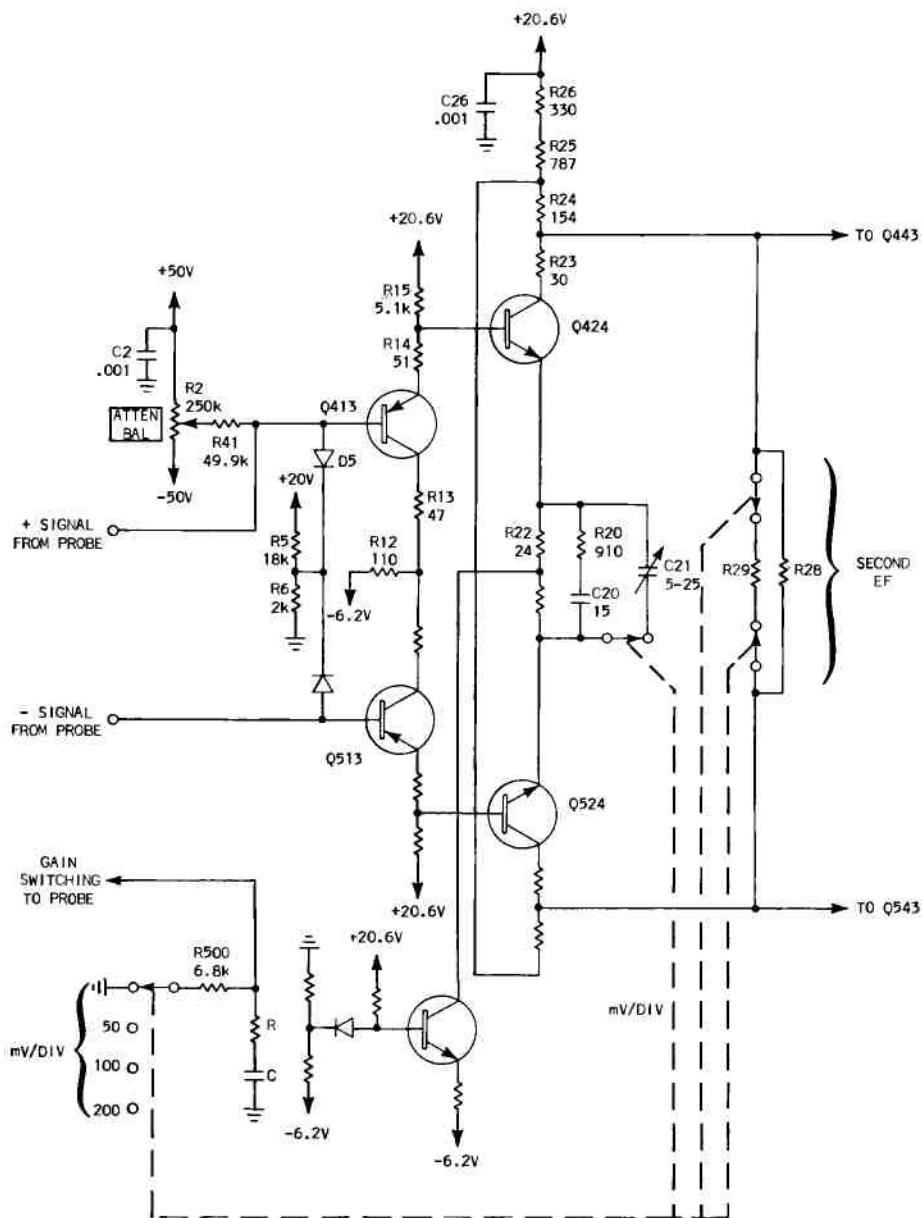 +20.6V
C26
.001
R26
330
R25
787
R24
154
TO Q443
R23
30
+20.6V
+50V
R15
5.1k
Q424
R14
51
C2
.001
R2
250k
Q413
ATTEN
BAL
R41
49.9k
D5
-50V
+20V
R13
47
+ SIGNAL
FROM PROBE
R5
18k
R12
110
R22
24
R20
910
C21
5-25
R29
R28
SECOND
EF
R6
2k
-6.2V
C20
15
- SIGNAL
FROM PROBE
Q513
Q524
GAIN
SWITCHING
TO PROBE
+20.6V
TO Q543
+20.6V
R500
6.8k
mV/DIV
R
50
mV/DIV
100
C
200
-6.2V
-6.2V